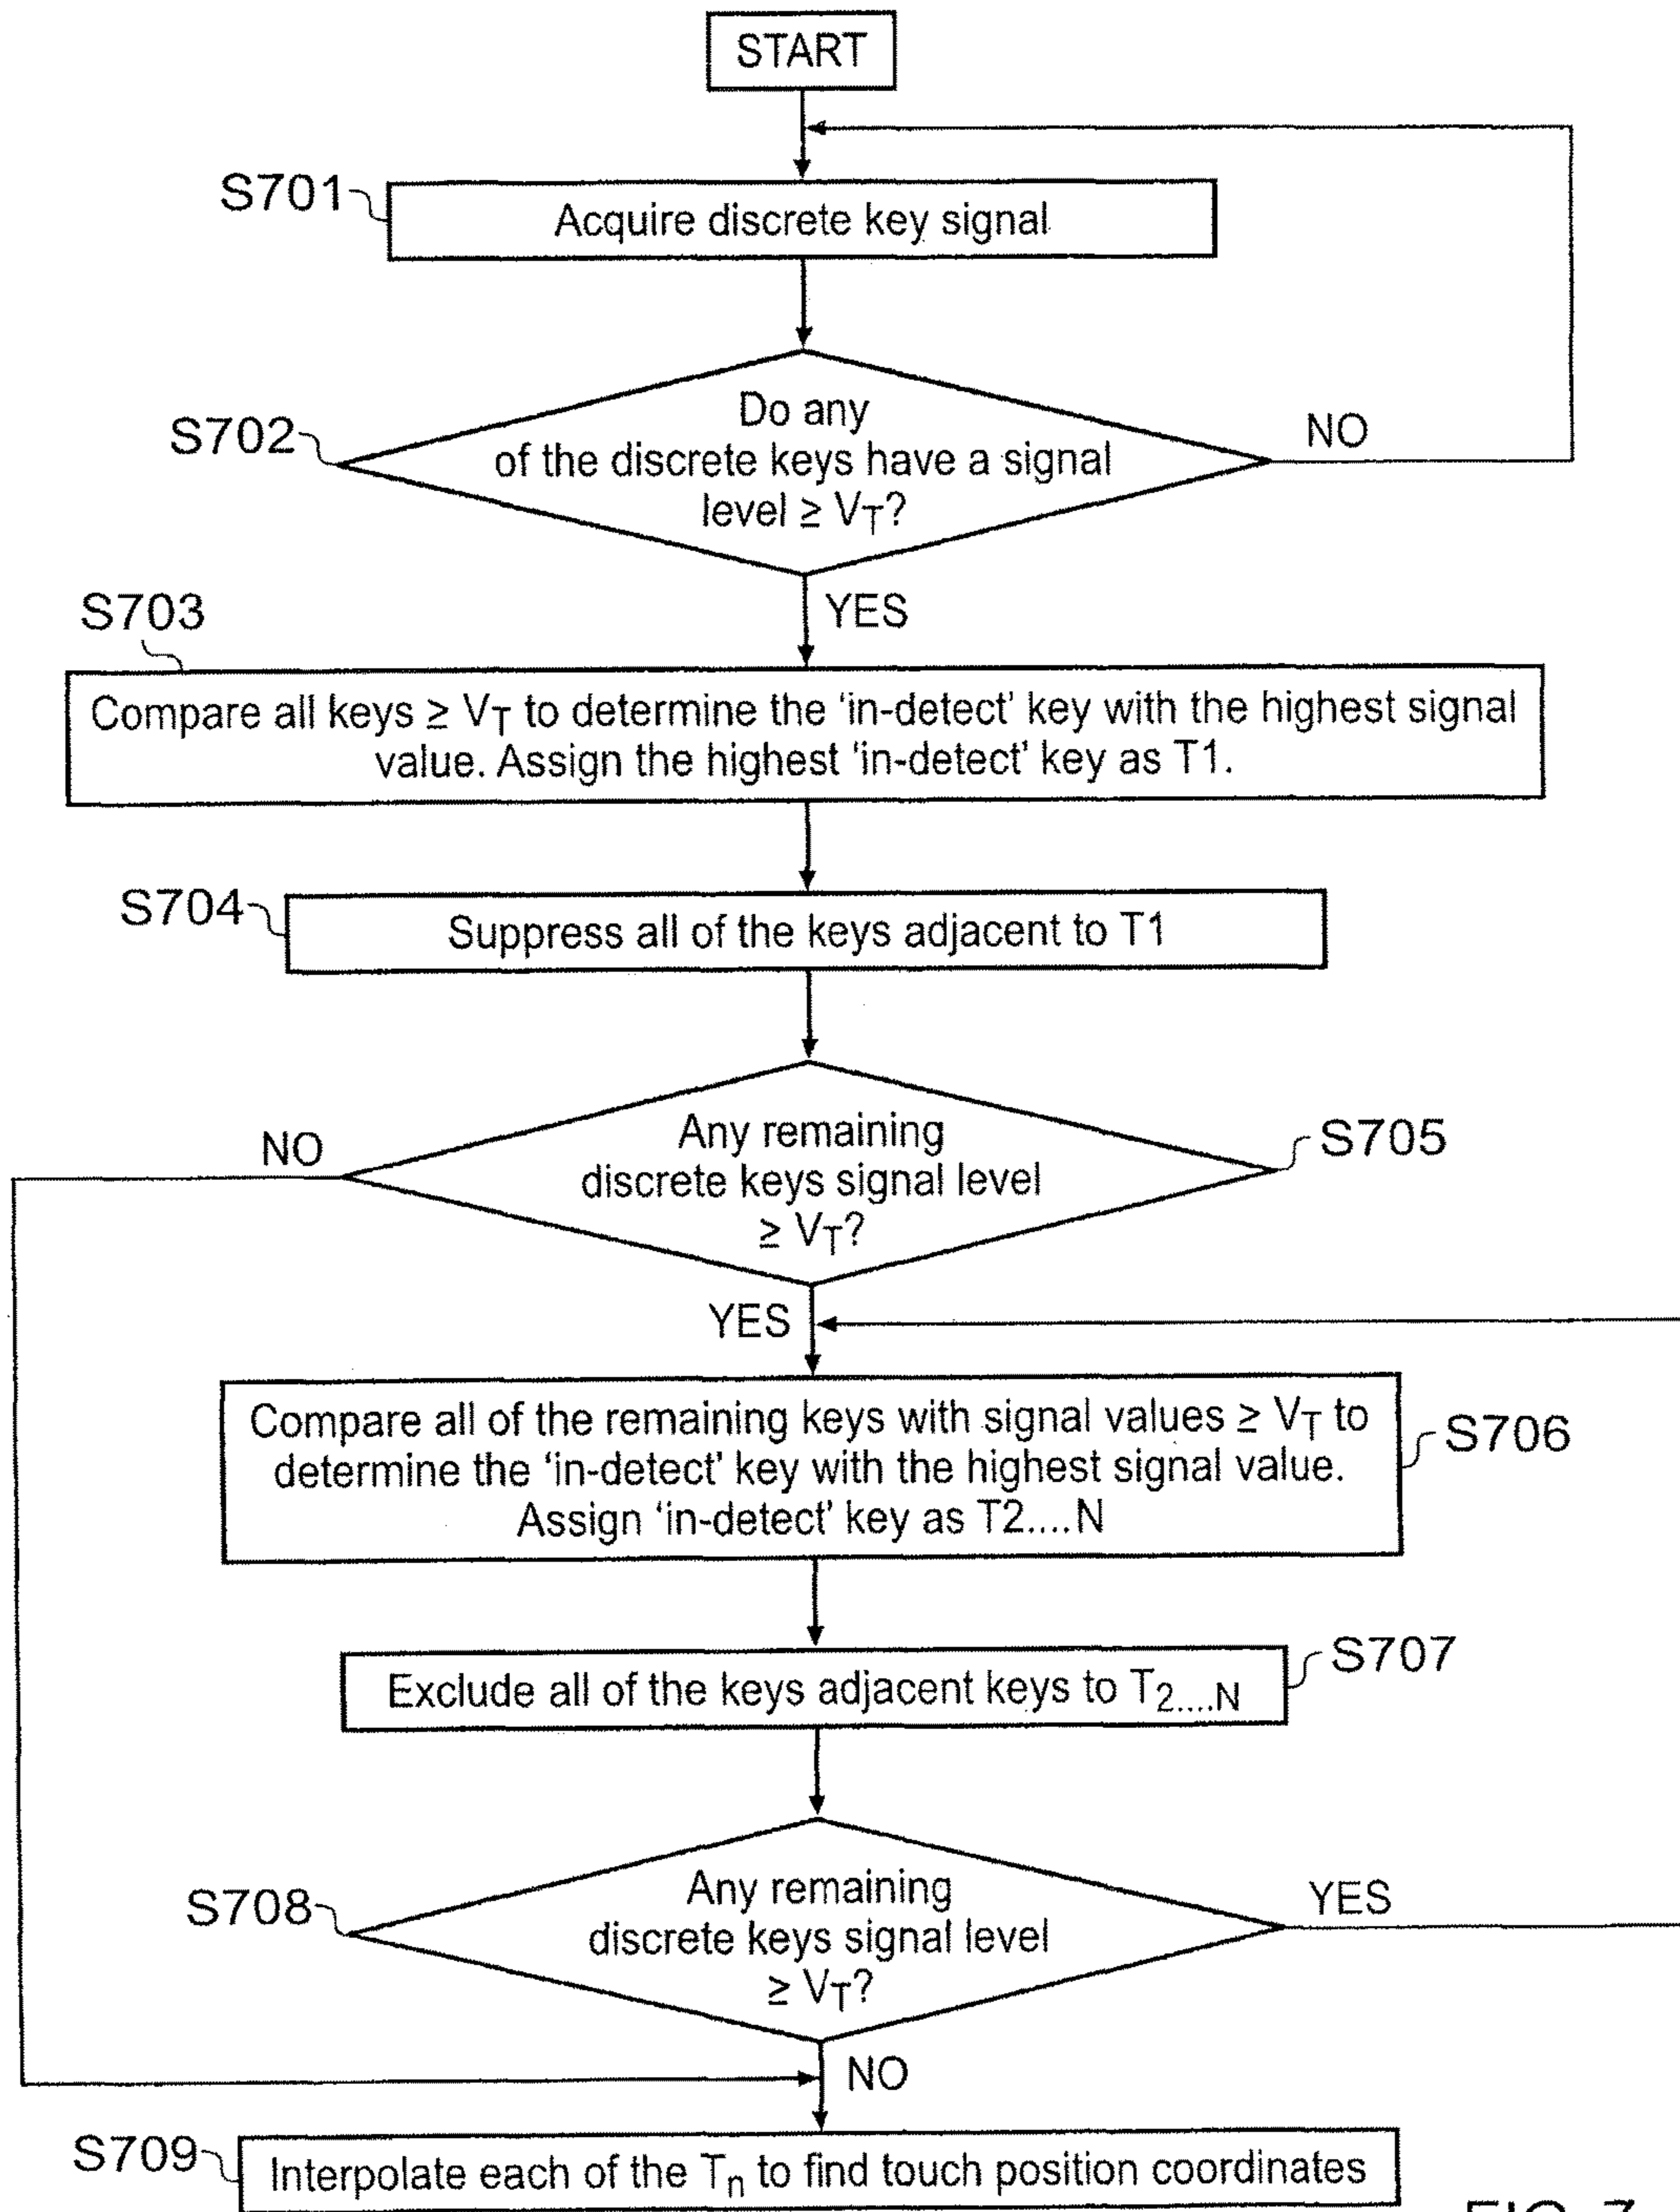 START
S701
Acquire discrete key signal
S702
Do any
of the discrete keys have a signal
level ≥ VT?
NO
YES
S703
Compare all keys ≥ VT to determine the ‘in-detect’ key with the highest signal
value. Assign the highest ‘in-detect’ key as T1.
S704
Suppress all of the keys adjacent to T1
NO
Any remaining
discrete keys signal level
≥ VT?
S705
YES
Compare all of the remaining keys with signal values ≥ VT to
determine the ‘in-detect’ key with the highest signal value.
Assign ‘in-detect’ key as T2....N
S706
Exclude all of the keys adjacent keys to T2....N
S707
S708
Any remaining
discrete keys signal level
≥ VT?
YES
NO
S709
Interpolate each of the Tn to find touch position coordinates